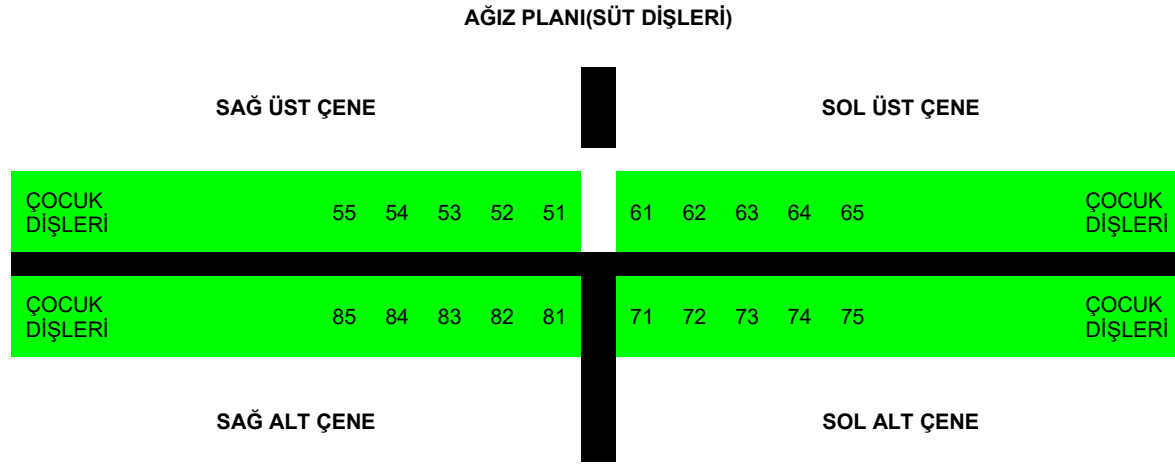 AĞIZ PLANI(SÜT DİŞLERİ)
SAĞ ÜST ÇENE SOL ÜST ÇENE
ÇOCUK DİŞLERİ 55 54 53 52 51 61 62 63 64 65 ÇOCUK DİŞLERİ
ÇOCUK DİŞLERİ 85 84 83 82 81 71 72 73 74 75 ÇOCUK DİŞLERİ
SAĞ ALT ÇENE SOL ALT ÇENE